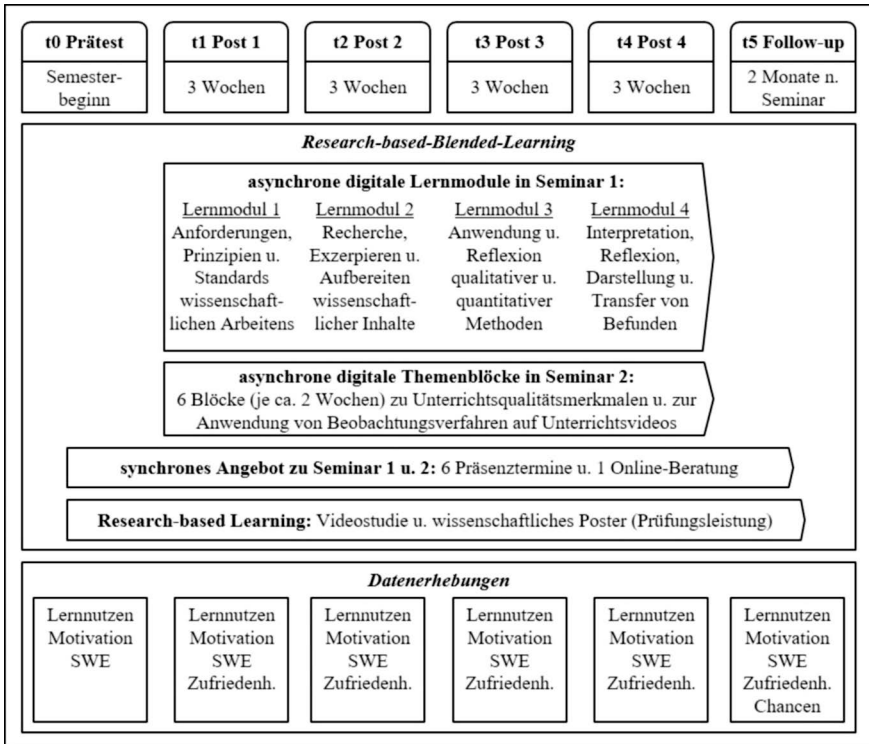 t0 Prätest
Semester-
beginn
t1 Post 1
3 Wochen
t2 Post 2
3 Wochen
t3 Post 3
3 Wochen
t4 Post 4
3 Wochen
t5 Follow-up
2 Monate n.
Seminar
Research-based-Blended-Learning
asynchrone digitale Lernmodule in Seminar 1:
Lernmodul 1
Anforderungen,
Prinzipien u.
Standards
wissenschaft-
lichen Arbeitens
Lernmodul 2
Recherche,
Exzerpieren u.
Aufbereiten
wissenschaft-
licher Inhalte
Lernmodul 3
Anwendung u.
Reflexion
qualitativer u.
quantitativer
Methoden
Lernmodul 4
Interpretation,
Reflexion,
Darstellung u.
Transfer von
Befunden
asynchrone digitale Themenblöcke in Seminar 2:
6 Blöcke (je ca. 2 Wochen) zu Unterrichtsqualitätsmerkmalen u. zur
Anwendung von Beobachtungsverfahren auf Unterrichtsvideos
synchrones Angebot zu Seminar 1 u. 2: 6 Präsenztermine u. 1 Online-Beratung
Research-based Learning: Videostudie u. wissenschaftliches Poster (Prüfungsleistung)
Datenerhebungen
Lernnutzen
Motivation
SWE
Lernnutzen
Motivation
SWE
Zufriedenh.
Lernnutzen
Motivation
SWE
Zufriedenh.
Lernnutzen
Motivation
SWE
Zufriedenh.
Lernnutzen
Motivation
SWE
Zufriedenh.
Lernnutzen
Motivation
SWE
Zufriedenh.
Chancen